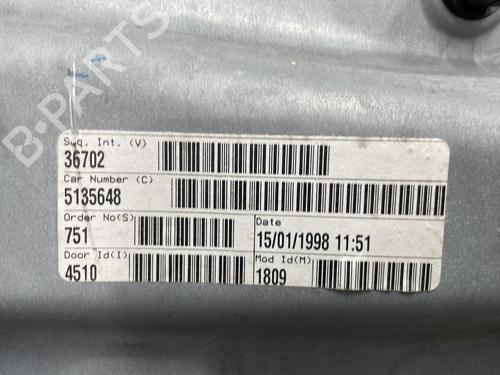 B-PARTS
Suq. Int. (V)
36702
Car Number (C)
5135648
Order No(S)
751
Date
15/01/1998 11:51
Door Id(I)
4510
Mod Id(M)
1809